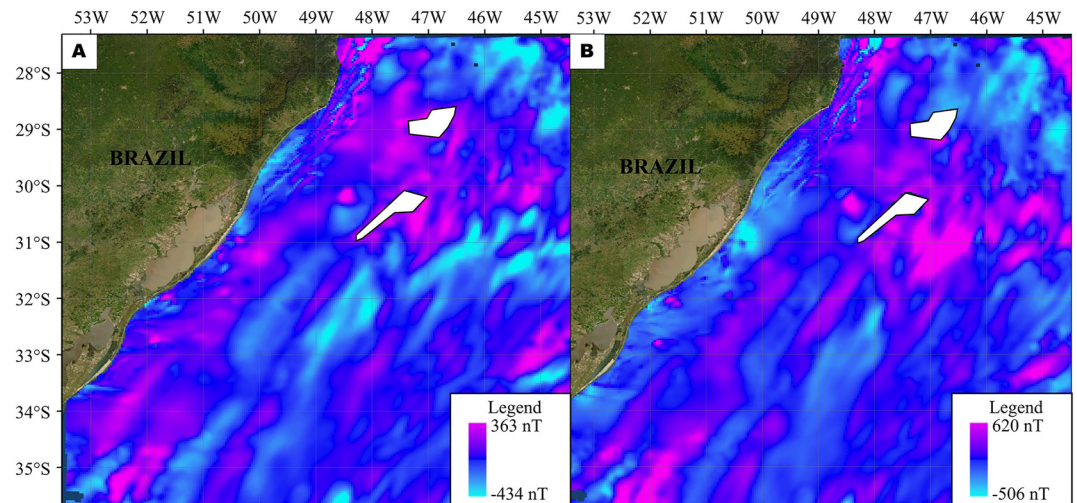 53W 52W 51W 50W 49W 48W 47W 46W 45W 53W 52W 51W 50W 49W 48W 47W 46W 45W
A
B
28°S
29°S
BRAZIL
BRAZIL
30°S
31°S
32°S
33°S
34°S
35°S
Legend
363 nT
-434 nT
Legend
620 nT
-506 nT